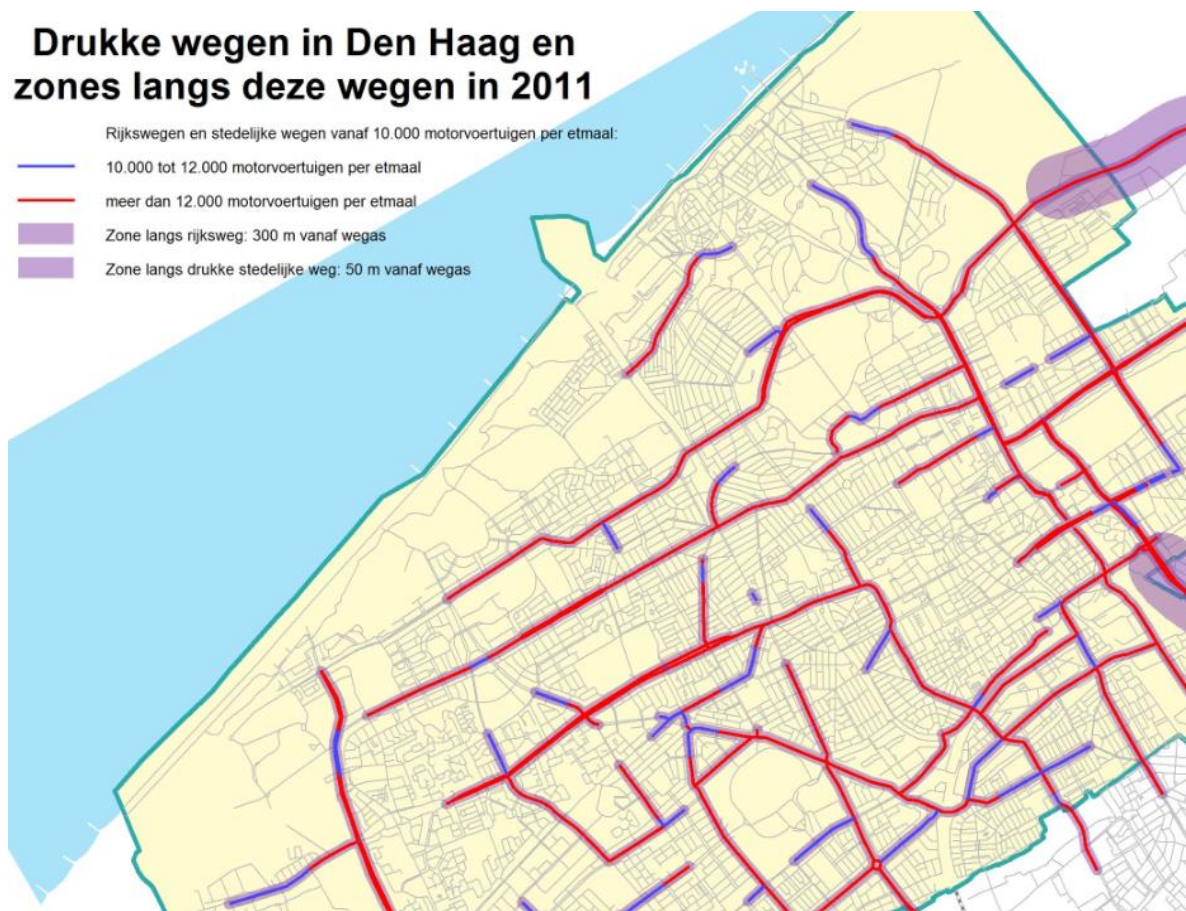 Drukke wegen in Den Haag en
zones langs deze wegen in 2011
Rijkswegen en stedelijke wegen vanaf 10.000 motorvoertuigen per etmaal:
10.000 tot 12.000 motorvoertuigen per etmaal
meer dan 12.000 motorvoertuigen per etmaal
Zone langs rijksweg: 300 m vanaf wegas
Zone langs drukke stedelijke weg: 50 m vanaf wegas